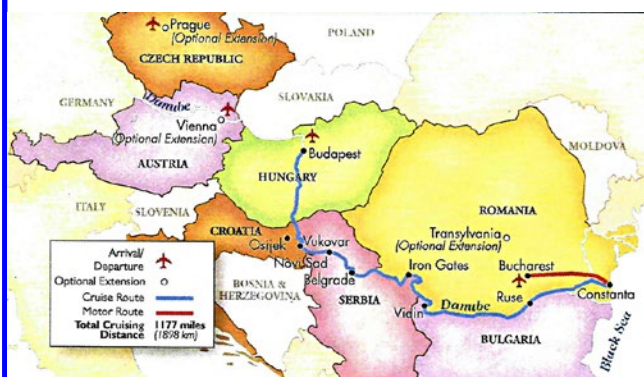 Prague
(Optional Extension)
CZECH REPUBLIC
POLAND
GERMANY
Danube
SLOVAKIA
Vienna
(Optional Extension)
AUSTRIA
Budapest
HUNGARY
MOLDOVA
ITALY
SLOVENIA
CROATIA
Osijek
Vukovar
Novi Sad
Belgrade
BOSNIA &
HERZEGOVINA
SERBIA
ROMANIA
Transylvania
(Optional Extension)
Iron Gates
Bucharest
Constanta
Ruse
Danube
Vidin
BULGARIA
Black Sea
Arrival/
Departure
Optional Extension
Cruise Route
Motor Route
Total Cruising 1177 miles
Distance (1898 km)